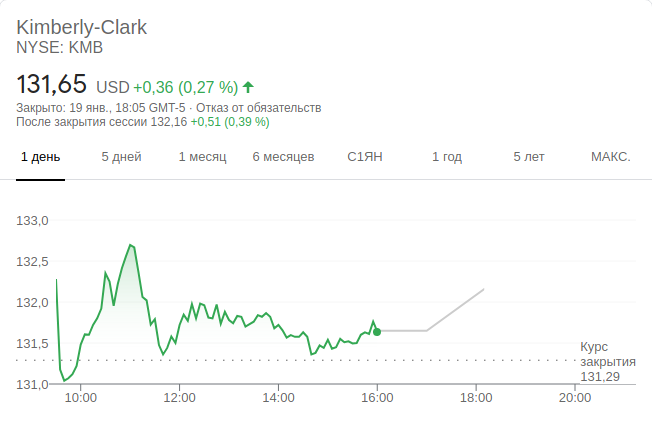 Kimberly-Clark
NYSE: KMB
131,65 USD +0,36 (0,27 %)
Закрыто: 19 янв., 18:05 GMT-5 · Отказ от обязательств
После закрытия сессии 132,16 +0,51 (0,39 %)
1 день 5 дней 1 месяц 6 месяцев С1ЯН 1 год 5 лет МАКС.
133,0
132,5
132,0
131,5
Курс
закрытия
131,29
131,0
10:00 12:00 14:00 16:00 18:00 20:00